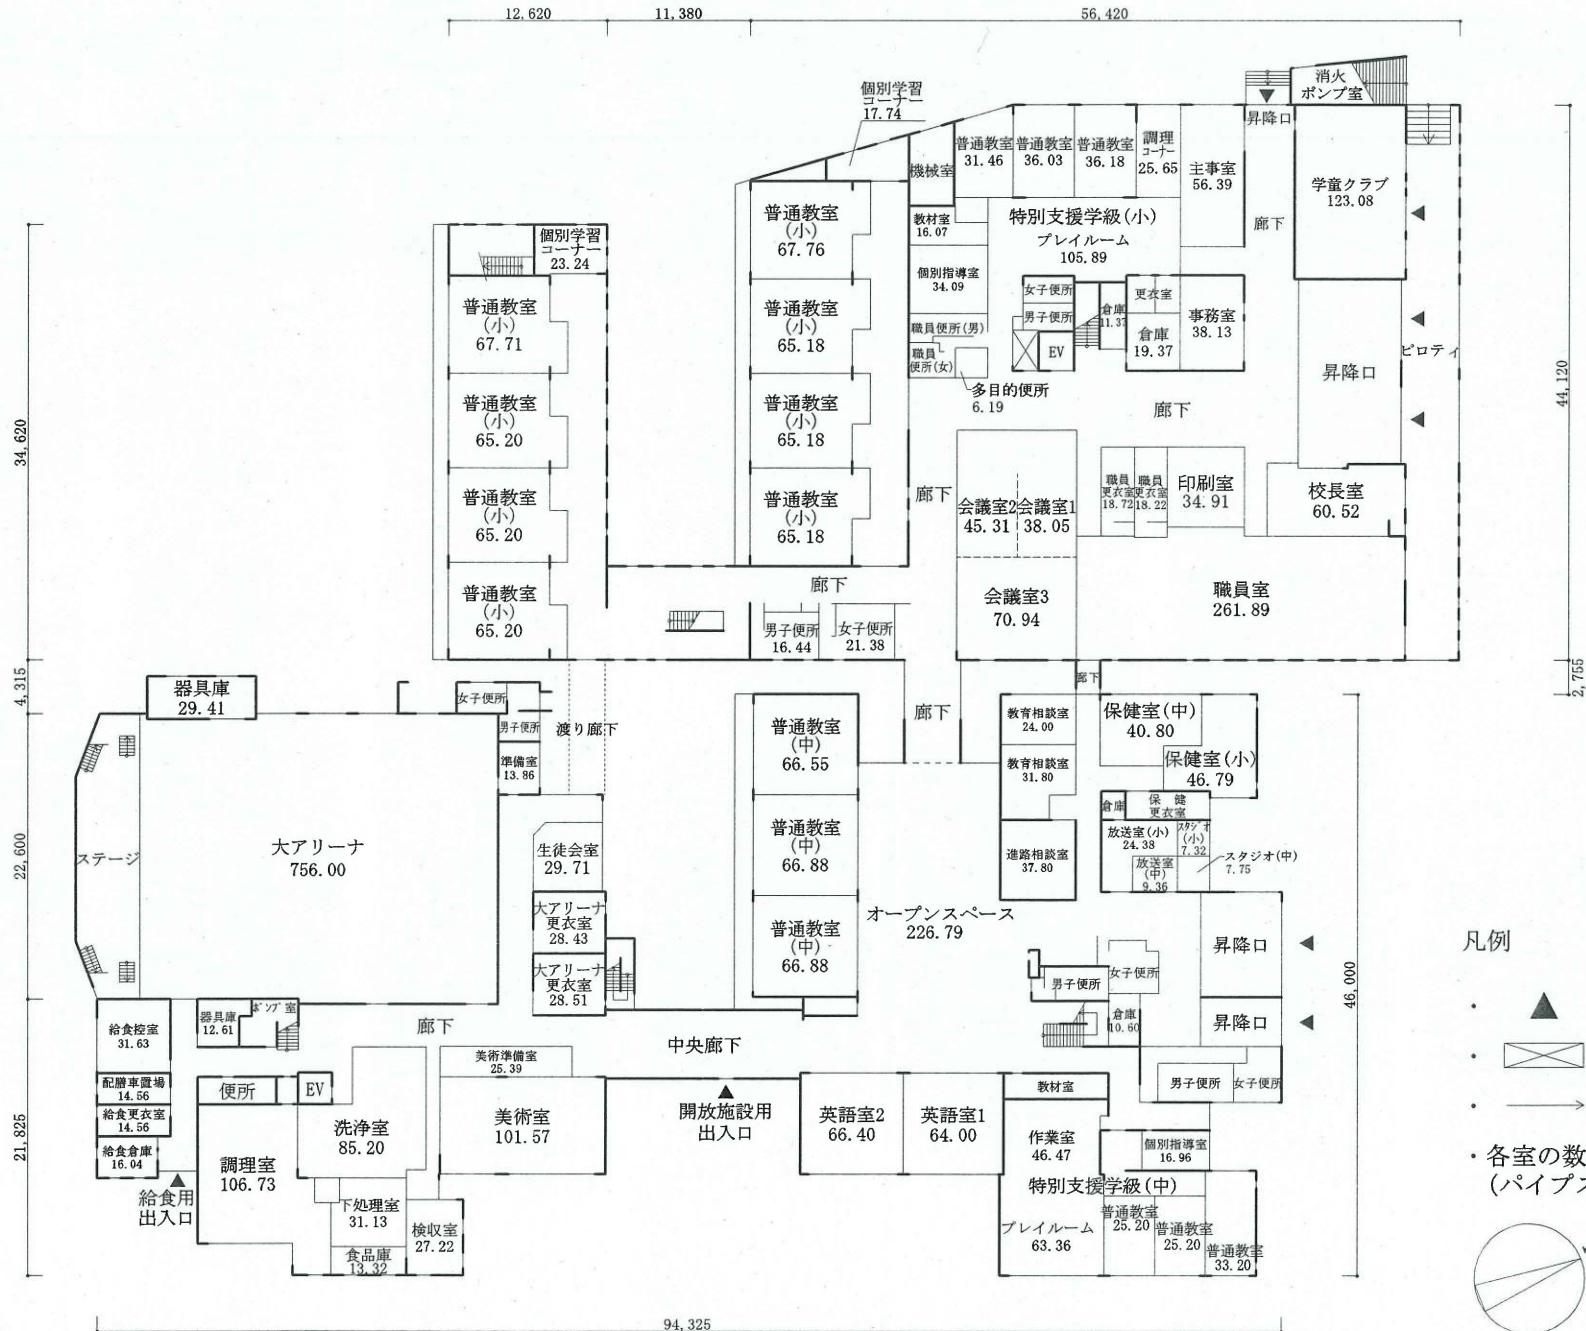 12,620
11,380
56,420
消火
ポンプ室
個別学習
コーナー
17.74
昇降口
普通教室
31.46
普通教室
36.03
普通教室
36.18
調理
コーナー
25.65
主事室
56.39
学童クラブ
123.08
機械室
廊下
普通教室
(小)
67.76
教材室
16.07
特別支援学級(小)
プレイルーム
105.89
個別学習
コーナー
23.24
個別指導室
34.09
普通教室
(小)
67.71
普通教室
(小)
65.18
女子便所
男子便所
倉庫
11.37
更衣室
倉庫
19.37
事務室
38.13
職員便所(男)
職員
便所(女)
EV
昇降口
ピロティ
44,120
多目的便所
6.19
廊下
34,620
普通教室
(小)
65.20
普通教室
(小)
65.18
普通教室
(小)
65.20
普通教室
(小)
65.18
廊下
会議室2
45.31
会議室1
38.05
職員
更衣室
18.72
職員
更衣室
18.22
印刷室
34.91
校長室
60.52
普通教室
(小)
65.20
廊下
男子便所
16.44
女子便所
21.38
会議室3
70.94
職員室
261.89
4,315
2,755
器具庫
29.41
女子便所
男子便所
準備室
13.86
渡り廊下
廊下
廊下
普通教室
(中)
66.55
教育相談室
24.00
保健室(中)
40.80
教育相談室
31.80
保健室(小)
46.79
22,600
ステージ
大アリーナ
756.00
生徒会室
29.71
普通教室
(中)
66.88
進路相談室
37.80
倉庫
保健
更衣室
放送室(小)
24.38
スタジオ
(小)
7.32
放送室
(中)
9.36
スタジオ(中)
7.75
大アリーナ
更衣室
28.43
普通教室
(中)
66.88
オープンスペース
226.79
昇降口
凡例
大アリーナ
更衣室
28.51
男子便所
女子便所
46,000
給食控室
31.63
器具庫
12.61
ポンプ室
廊下
中央廊下
倉庫
10.60
昇降口
美術準備室
25.39
配膳車置場
14.56
便所
EV
教材室
男子便所
女子便所
21,825
給食更衣室
14.56
給食倉庫
16.04
調理室
106.73
洗浄室
85.20
美術室
101.57
開放施設用
出入口
英語室2
66.40
英語室1
64.00
作業室
46.47
個別指導室
16.96
・各室の数
(パイプス
給食用
出入口
下処理室
31.13
検収室
27.22
食品庫
13.32
特別支援学級(中)
プレイルーム
63.36
普通教室
25.20
普通教室
25.20
普通教室
33.20
94,325